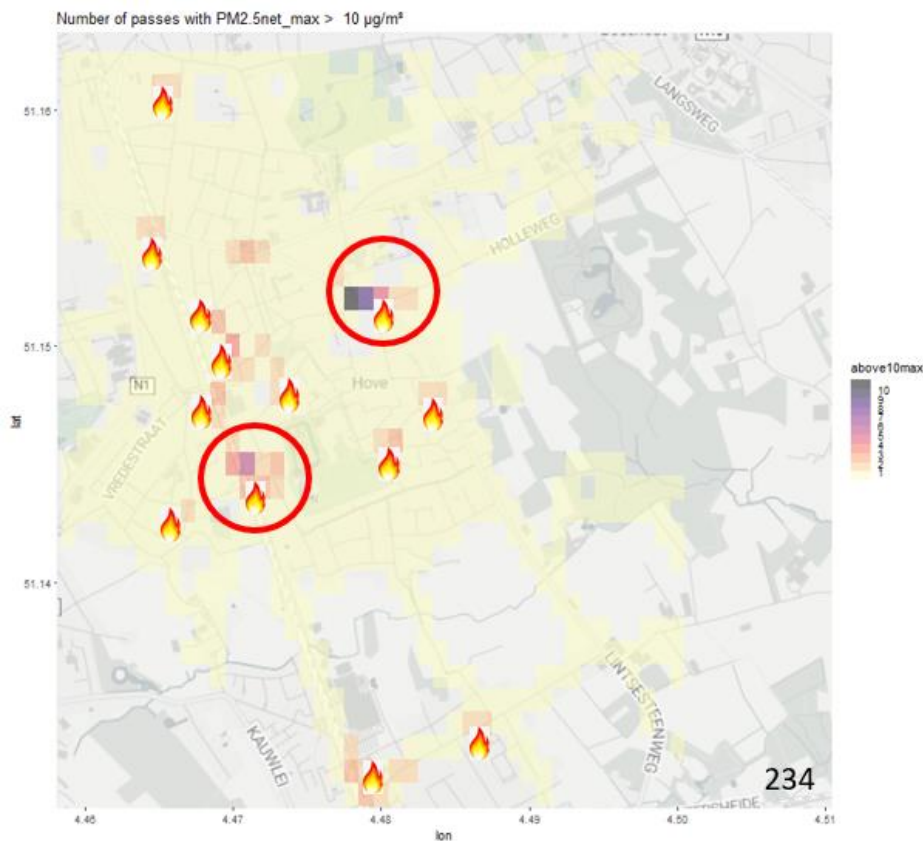 Number of passes with PM2.5net_max > 10 µg/m³
LANGSWEG
51.16
HOLLEWEG
51.15
N1
Hove
above10max
10
lat
VREDESTRAAT
51.14
LINTSESTEENWEG
KAUWLEI
234
4.46
4.47
4.48
4.49
4.50
4.51
lon